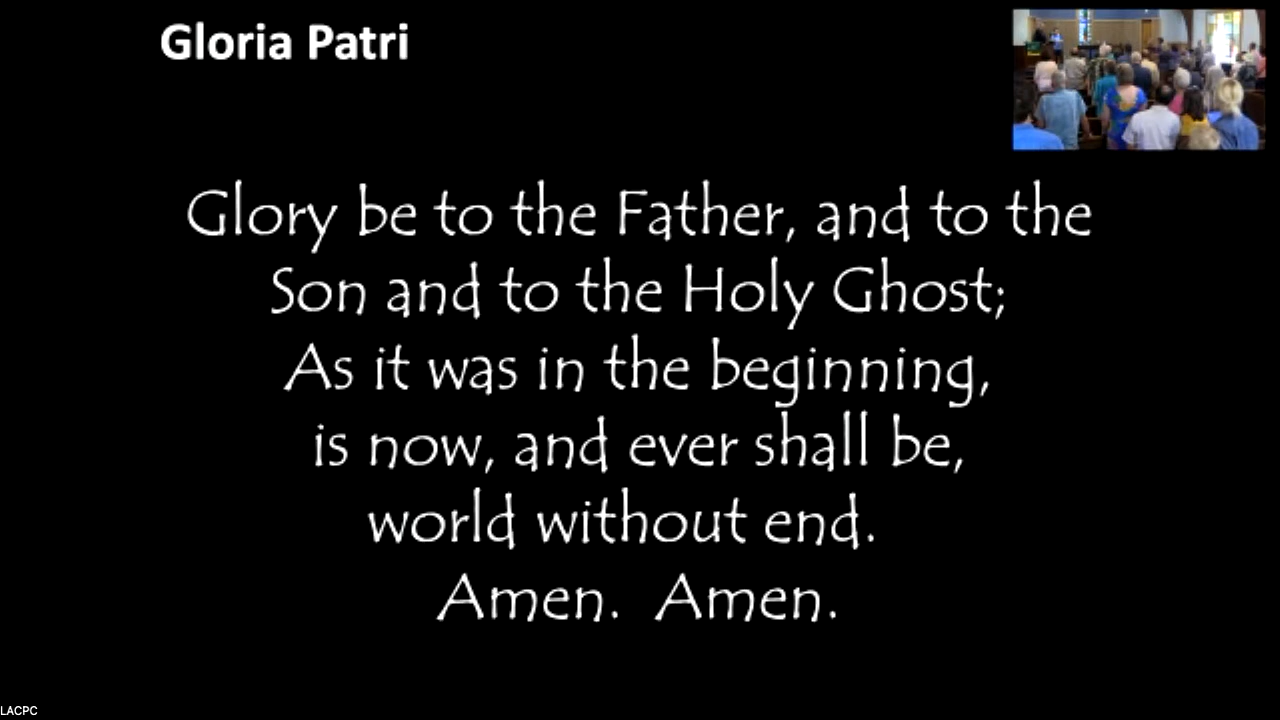 Gloria Patri
Glory be to the Father, and to the
Son and to the Holy Ghost;
As it was in the beginning,
is now, and ever shall be,
world without end.
Amen. Amen.
LACPC